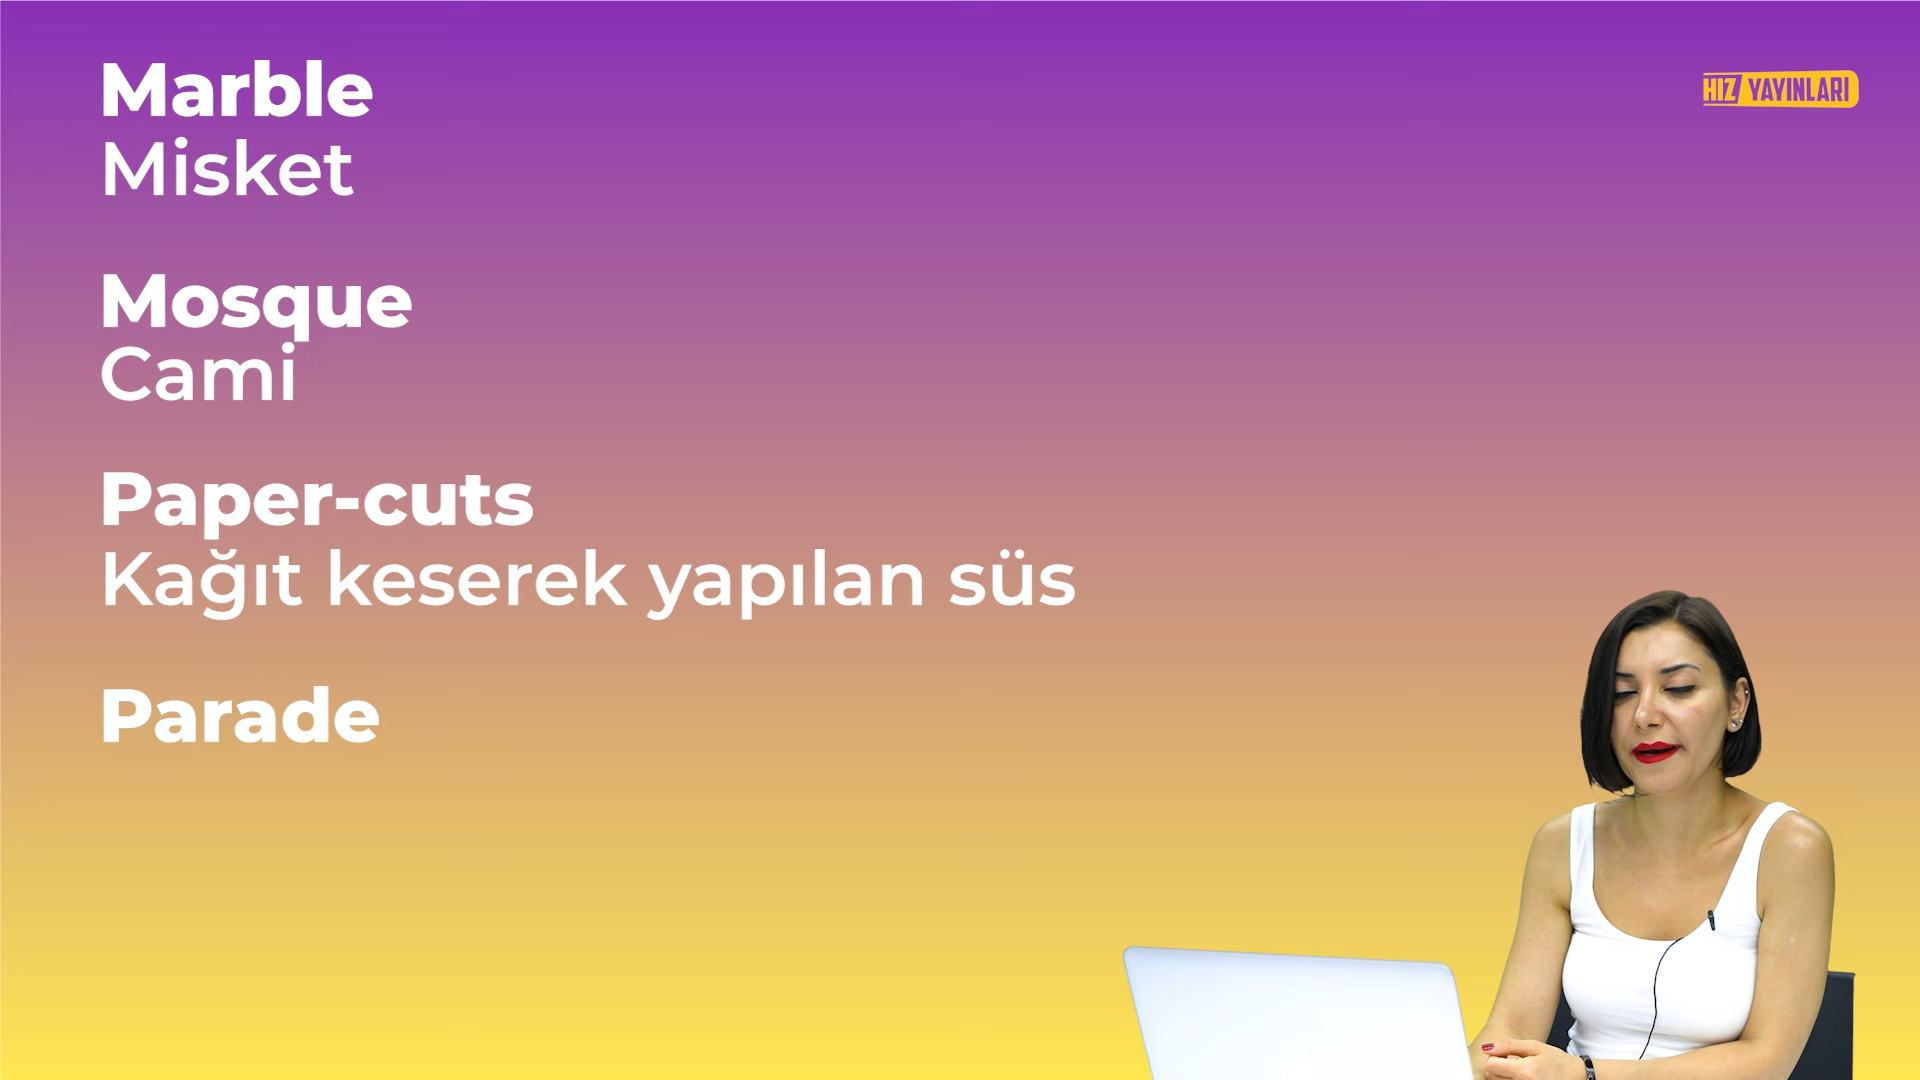 Marble
Misket
HIZ YAYINLARI
Mosque
Cami
Paper-cuts
Kağıt keserek yapılan süs
Parade